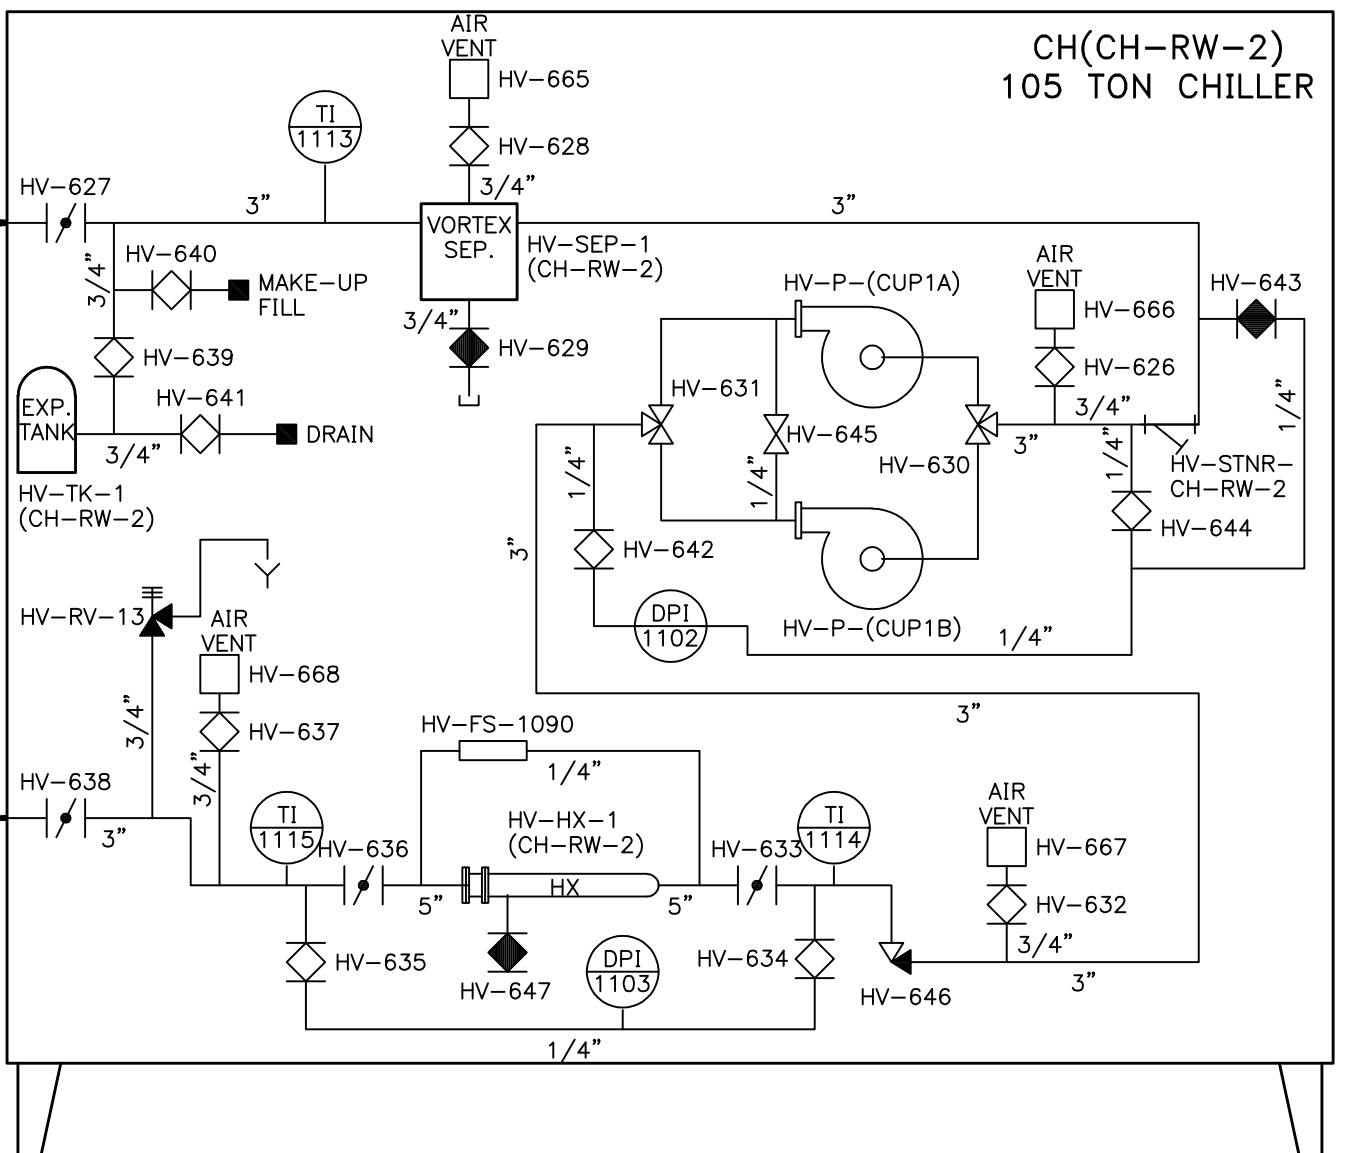 CH(CH-RW-2)
105 TON CHILLER
AIR
VENT
HV-665
TI
1113
HV-628
HV-627
3/4"
3"
3"
VORTEX
SEP.
HV-SEP-1
(CH-RW-2)
HV-640
3/4"
MAKE-UP
FILL
AIR
VENT
HV-P-(CUP1A)
HV-643
HV-666
3/4"
HV-629
HV-639
HV-626
HV-631
HV-641
EXP.
TANK
3/4"
1/4"
DRAIN
HV-645
3"
1/4"
3/4"
HV-630
HV-STNR-
CH-RW-2
1/4"
1/4"
HV-TK-1
(CH-RW-2)
HV-644
3"
HV-642
HV-RV-13
AIR
VENT
DPI
1102
HV-P-(CUP1B)
1/4"
HV-668
3/4"
HV-637
3"
HV-FS-1090
1/4"
3/4"
HV-638
3"
TI
1115
HV-636
HV-HX-1
(CH-RW-2)
HV-633
TI
1114
AIR
VENT
HV-667
HX
5"
5"
HV-632
3/4"
HV-635
HV-634
DPI
1103
HV-647
HV-646
3"
1/4"